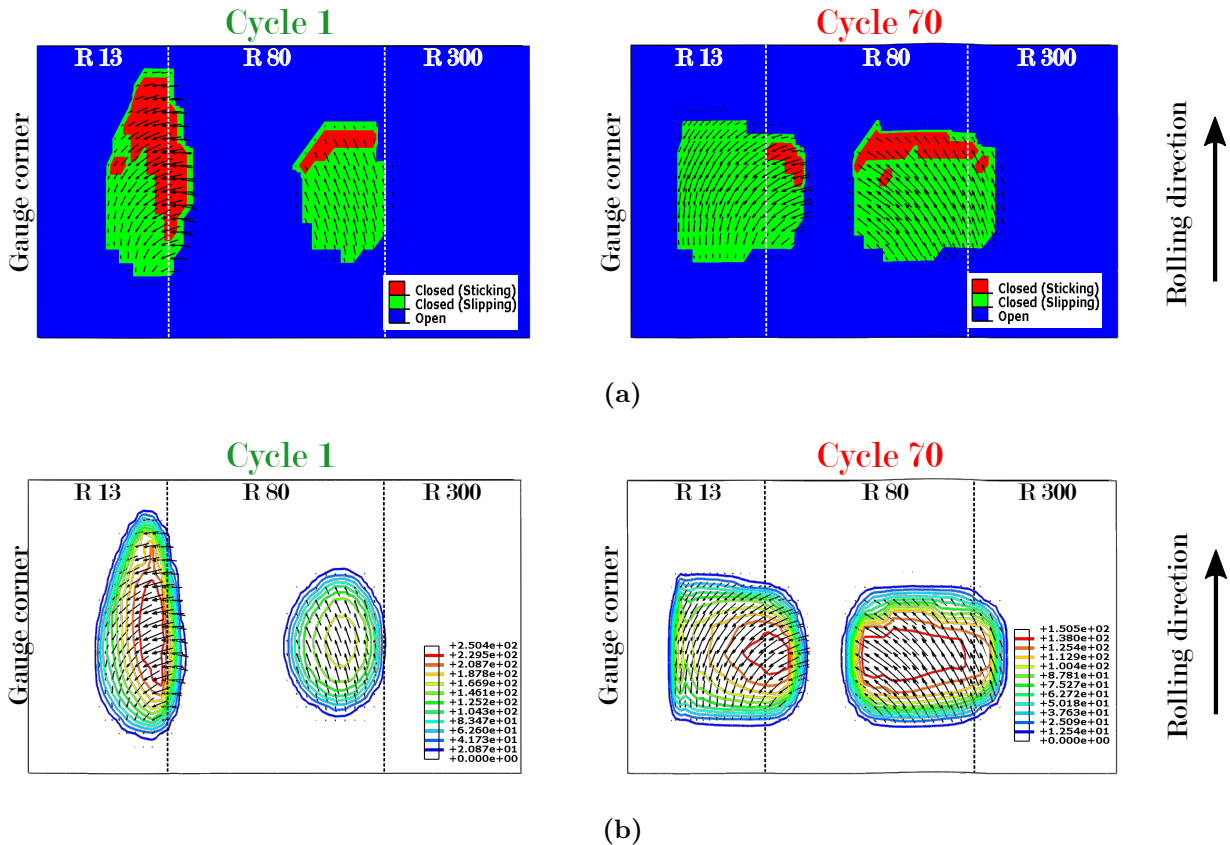 Cycle 1
Cycle 70
R 13
R 80
R 300
R 13
R 80
R 300
Gauge corner
Gauge corner
Rolling direction
Closed (Sticking)
Closed (Slipping)
Open
Closed (Sticking)
Closed (Slipping)
Open
(a)
Cycle 1
Cycle 70
R 13
R 80
R 300
R 13
R 80
R 300
Gauge corner
Gauge corner
Rolling direction
+2.504e+02
+2.295e+02
+2.087e+02
+1.878e+02
+1.669e+02
+1.461e+02
+1.252e+02
+1.043e+02
+8.347e+01
+6.260e+01
+4.173e+01
+2.087e+01
+0.000e+00
+1.505e+02
+1.380e+02
+1.254e+02
+1.129e+02
+1.004e+02
+8.781e+01
+7.527e+01
+6.272e+01
+5.018e+01
+3.763e+01
+2.509e+01
+1.254e+01
+0.000e+00
(b)